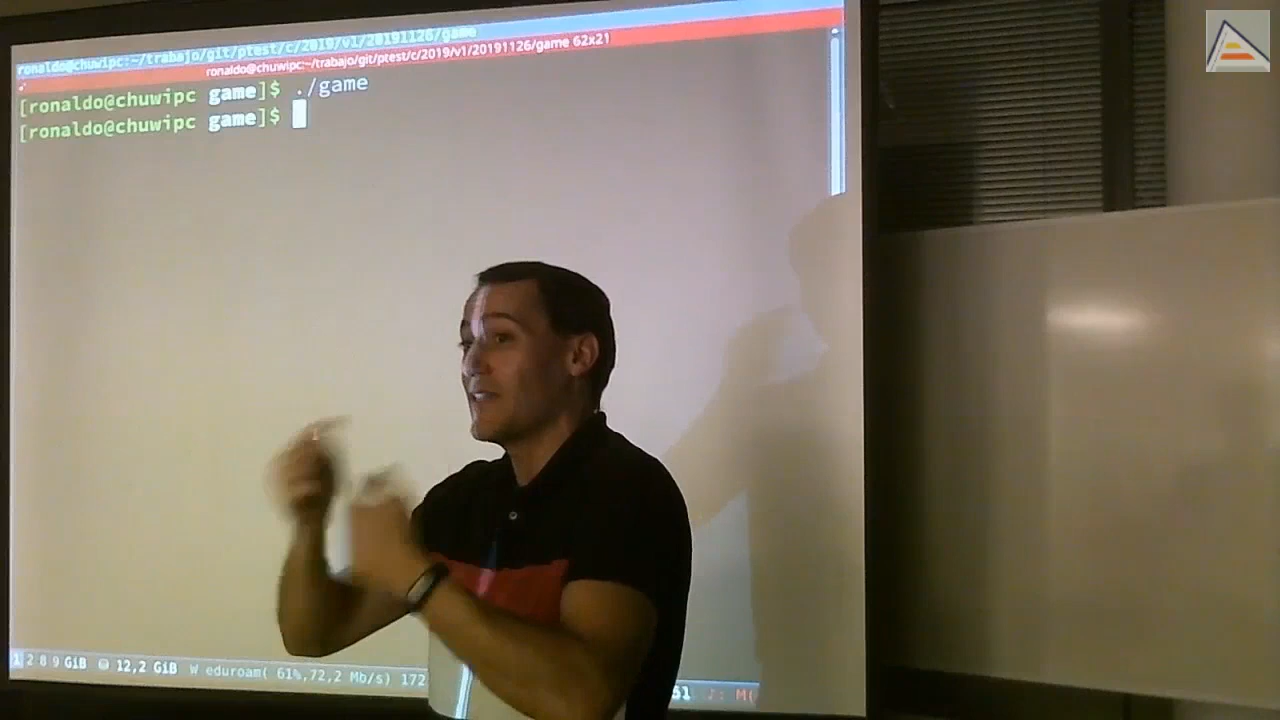 ronaldo@chuwipc:~/trabajo/git/ptest/c/2019/v1/20191126/game
ronaldo@chuwipc:~/trabajo/git/ptest/c/2019/v1/20191126/game 62x21
[ronaldo@chuwipc game]$ ./game
[ronaldo@chuwipc game]$
1 2 8 9 GiB 12,2 GiB W eduroam( 61%,72,2 Mb/s) 172 51 ♪: M(